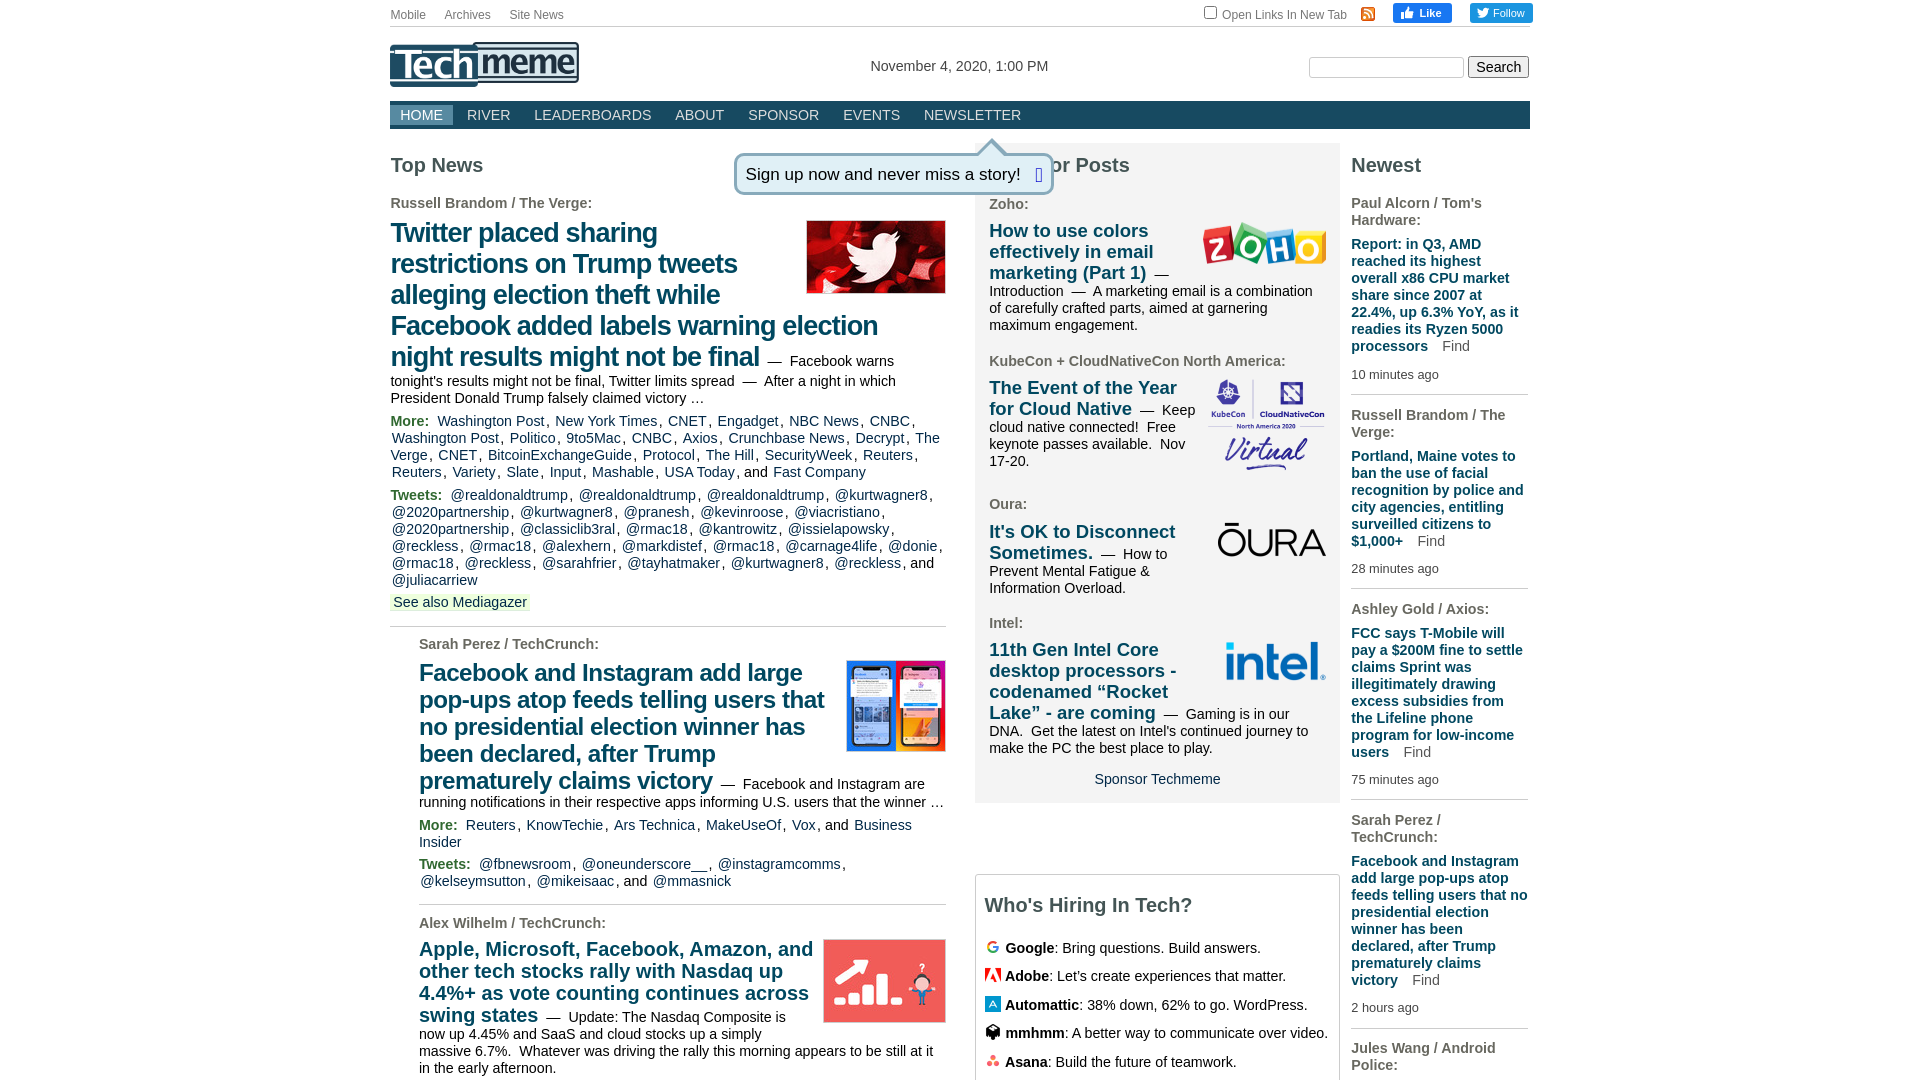 Mobile Archives Site News
Open Links In New Tab
Like
Follow
Techmeme
November 4, 2020, 1:00 PM
Search
HOME RIVER LEADERBOARDS ABOUT SPONSOR EVENTS NEWSLETTER
Sign up now and never miss a story!
Top News
Russell Brandom / The Verge:
Twitter placed sharing
restrictions on Trump tweets
alleging election theft while
Facebook added labels warning election
night results might not be final — Facebook warns
tonight's results might not be final, Twitter limits spread — After a night in which
President Donald Trump falsely claimed victory …
More: Washington Post, New York Times, CNET, Engadget, NBC News, CNBC,
Washington Post, Politico, 9to5Mac, CNBC, Axios, Crunchbase News, Decrypt, The
Verge, CNET, BitcoinExchangeGuide, Protocol, The Hill, SecurityWeek, Reuters,
Reuters, Variety, Slate, Input, Mashable, USA Today, and Fast Company
Tweets: @realdonaldtrump, @realdonaldtrump, @realdonaldtrump, @kurtwagner8,
@2020partnership, @kurtwagner8, @pranesh, @kevinroose, @viacristiano,
@2020partnership, @classiclib3ral, @rmac18, @kantrowitz, @issielapowsky,
@reckless, @rmac18, @alexhern, @markdistef, @rmac18, @carnage4life, @donie,
@rmac18, @reckless, @sarahfrier, @tayhatmaker, @kurtwagner8, @reckless, and
@juliacarriew
See also Mediagazer
Sarah Perez / TechCrunch:
Facebook and Instagram add large
pop-ups atop feeds telling users that
no presidential election winner has
been declared, after Trump
prematurely claims victory — Facebook and Instagram are
running notifications in their respective apps informing U.S. users that the winner …
More: Reuters, KnowTechie, Ars Technica, MakeUseOf, Vox, and Business
Insider
Tweets: @fbnewsroom, @oneunderscore__, @instagramcomms,
@kelseymsutton, @mikeisaac, and @mmasnick
Alex Wilhelm / TechCrunch:
Apple, Microsoft, Facebook, Amazon, and
other tech stocks rally with Nasdaq up
4.4%+ as vote counting continues across
swing states — Update: The Nasdaq Composite is
now up 4.45% and SaaS and cloud stocks up a simply
massive 6.7%. Whatever was driving the rally this morning appears to be still at it
in the early afternoon.
or Posts
Zoho:
ZOHO
How to use colors
effectively in email
marketing (Part 1) —
Introduction — A marketing email is a combination
of carefully crafted parts, aimed at garnering
maximum engagement.
KubeCon + CloudNativeCon North America:
The Event of the Year
for Cloud Native — Keep
cloud native connected! Free
keynote passes available. Nov
17-20.
KubeCon CloudNativeCon
North America 2020
Virtual
Oura:
It's OK to Disconnect
Sometimes. — How to
Prevent Mental Fatigue &
Information Overload.
ŌURA
Intel:
11th Gen Intel Core
desktop processors -
codenamed “Rocket
Lake” - are coming — Gaming is in our
DNA. Get the latest on Intel's continued journey to
make the PC the best place to play.
intel®
Sponsor Techmeme
Who's Hiring In Tech?
Google: Bring questions. Build answers.
Adobe: Let’s create experiences that matter.
Automattic: 38% down, 62% to go. WordPress.
mmhmm: A better way to communicate over video.
Asana: Build the future of teamwork.
Newest
Paul Alcorn / Tom's
Hardware:
Report: in Q3, AMD
reached its highest
overall x86 CPU market
share since 2007 at
22.4%, up 6.3% YoY, as it
readies its Ryzen 5000
processors Find
10 minutes ago
Russell Brandom / The
Verge:
Portland, Maine votes to
ban the use of facial
recognition by police and
city agencies, entitling
surveilled citizens to
$1,000+ Find
28 minutes ago
Ashley Gold / Axios:
FCC says T-Mobile will
pay a $200M fine to settle
claims Sprint was
illegitimately drawing
excess subsidies from
the Lifeline phone
program for low-income
users Find
75 minutes ago
Sarah Perez /
TechCrunch:
Facebook and Instagram
add large pop-ups atop
feeds telling users that no
presidential election
winner has been
declared, after Trump
prematurely claims
victory Find
2 hours ago
Jules Wang / Android
Police: